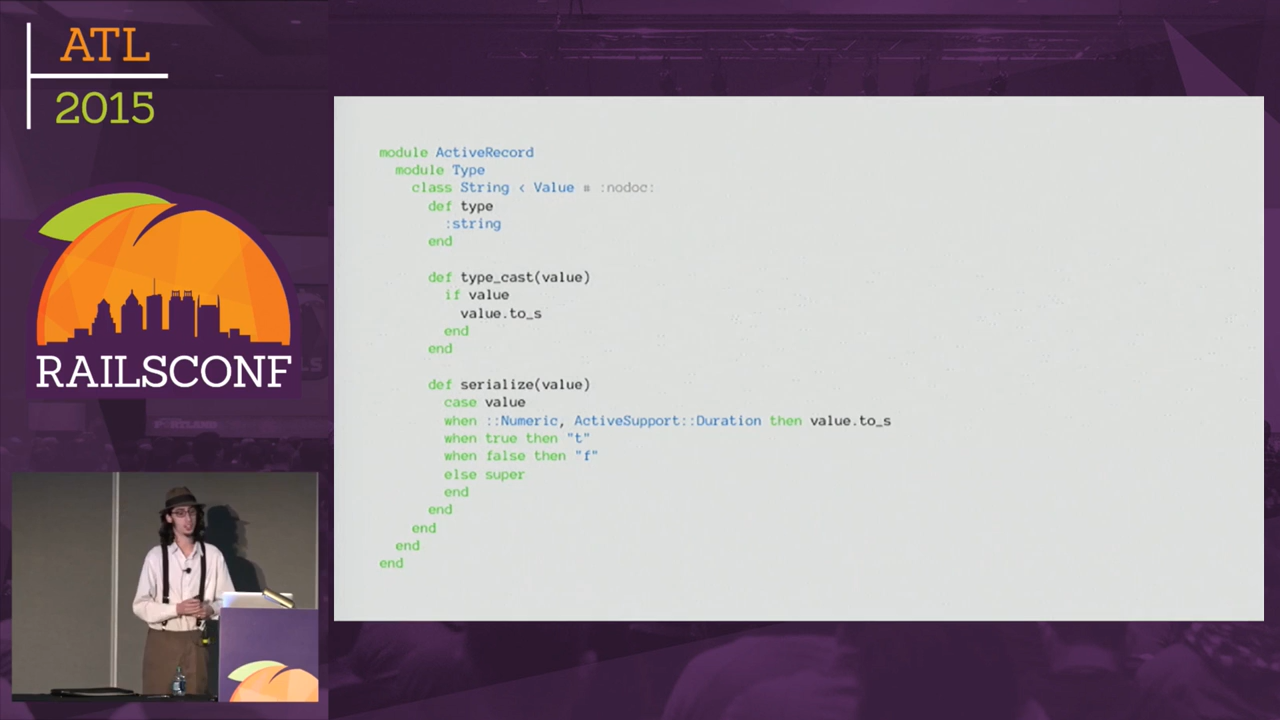 ATL
2015
RAILSCONF
module ActiveRecord
module Type
class String < Value # :nodoc:
def type
:string
end
def type_cast(value)
if value
value.to_s
end
end
def serialize(value)
case value
when ::Numeric, ActiveSupport::Duration then value.to_s
when true then "t"
when false then "f"
else super
end
end
end
end
end